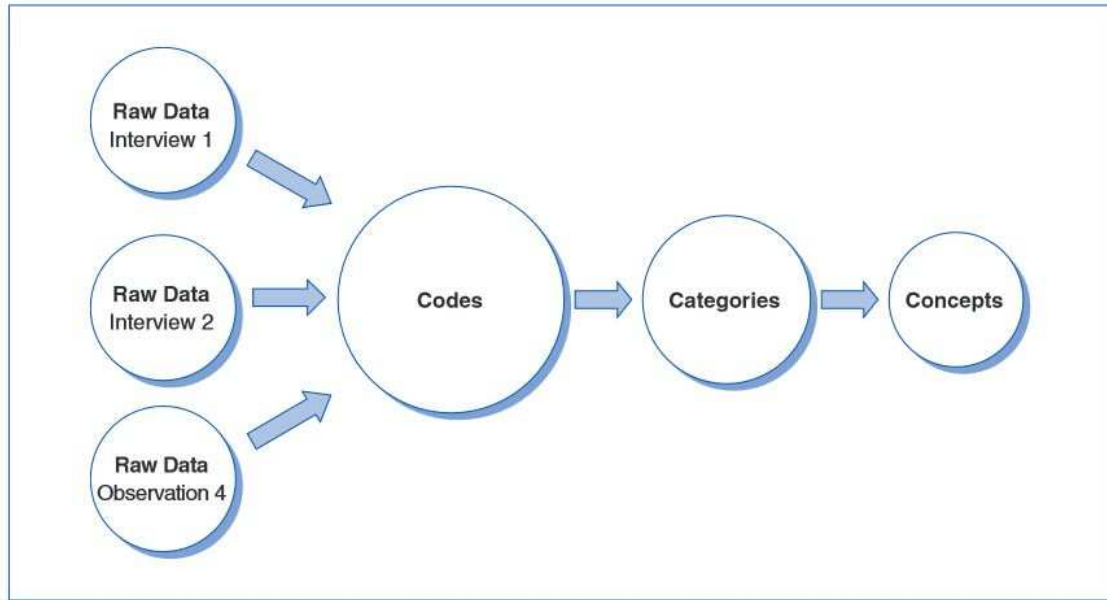 Raw Data
Interview 1
Raw Data
Interview 2
Raw Data
Observation 4
Codes
Categories
Concepts